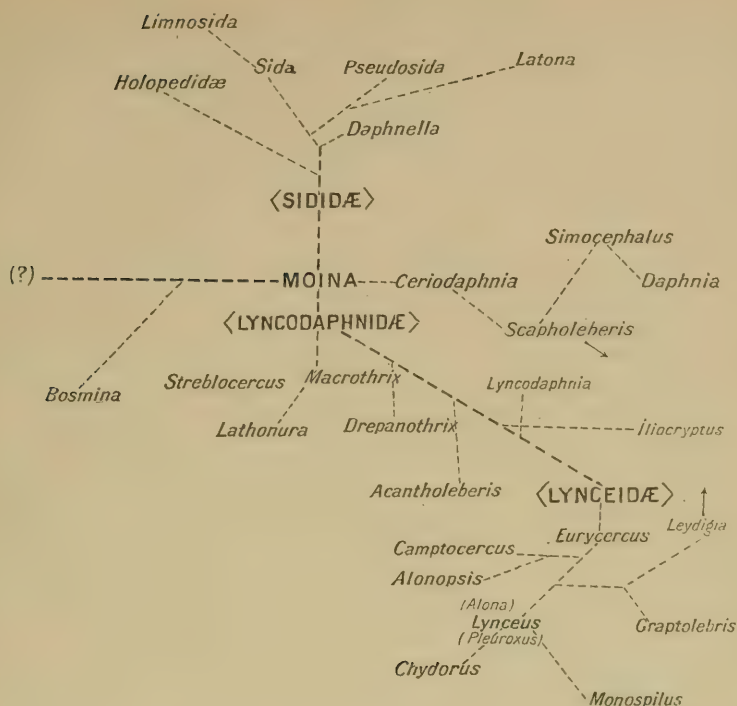 Limnosida
Sida
Pseudosida
Latona
Holopedidæ
Daphnella
〈SIDIDÆ〉
Simocephalus
(?)
MOINA
Ceriodaphnia
Daphnia
〈LYNCODAPHNIDÆ〉
Scapholeberis
Bosmina
Streblocercus
Macrothrix
Lyncodaphnia
Lathonura
Drepanothrix
Iliocryptus
Acantholeberis
〈LYNCEIDÆ〉
Leydigia
Eurycercus
Camptocercus
Alonopsis
(Alona)
Lynceus
(Pleuroxus)
Graptolebris
Chydorus
Monospilus